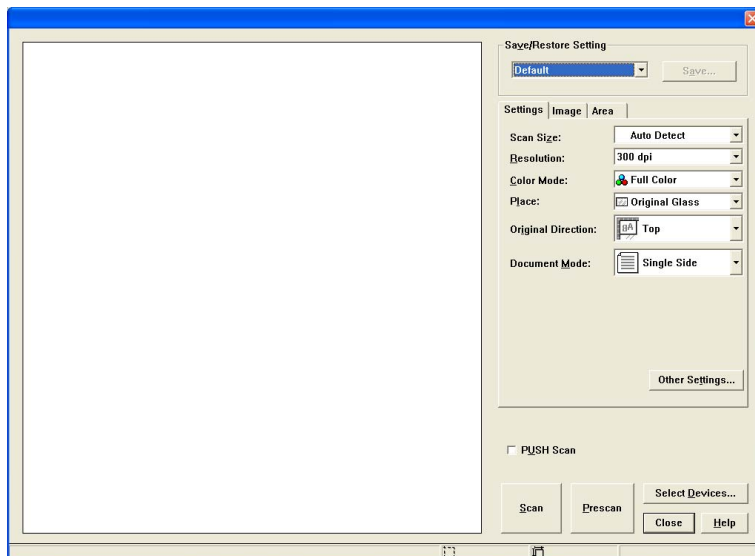 Save/Restore Setting
Default
Save...
Settings Image Area
Scan Size: Auto Detect
Resolution: 300 dpi
Color Mode: Full Color
Place: Original Glass
Original Direction: Top
Document Mode: Single Side
Other Settings...
PUSH Scan
Scan
Prescan
Select Devices...
Close
Help